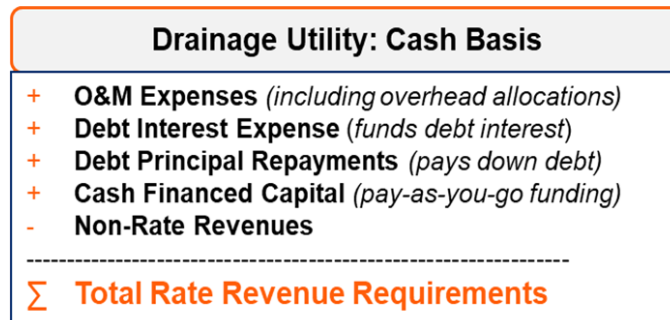 Drainage Utility: Cash Basis
+ O&M Expenses (including overhead allocations)
+ Debt Interest Expense (funds debt interest)
+ Debt Principal Repayments (pays down debt)
+ Cash Financed Capital (pay-as-you-go funding)
- Non-Rate Revenues
-------------------------------------------------------------------
∑ Total Rate Revenue Requirements